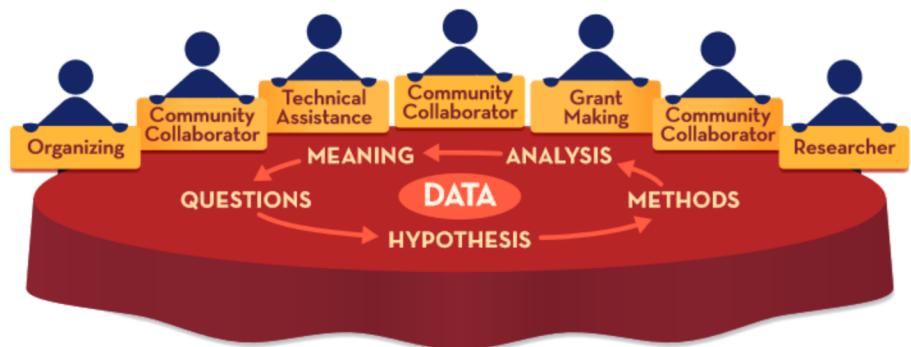 Organizing
Community
Collaborator
Technical
Assistance
Community
Collaborator
Grant
Making
Community
Collaborator
Researcher
MEANING
ANALYSIS
QUESTIONS
DATA
METHODS
HYPOTHESIS